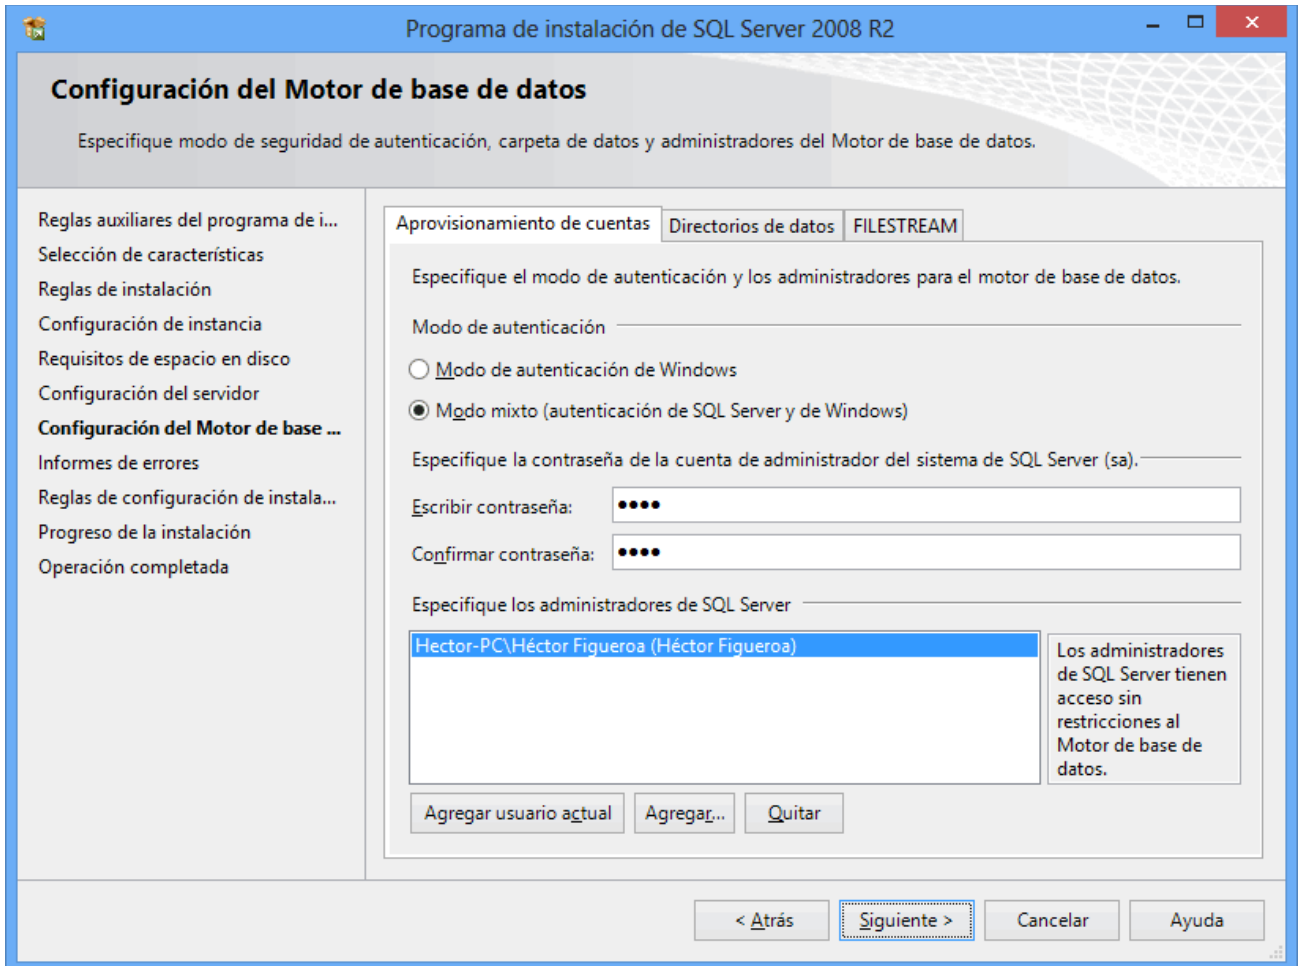 Programa de instalación de SQL Server 2008 R2
Configuración del Motor de base de datos
Especifique modo de seguridad de autenticación, carpeta de datos y administradores del Motor de base de datos.
Reglas auxiliares del programa de i...
Selección de características
Reglas de instalación
Configuración de instancia
Requisitos de espacio en disco
Configuración del servidor
Configuración del Motor de base ...
Informes de errores
Reglas de configuración de instala...
Progreso de la instalación
Operación completada
Aprovisionamiento de cuentas
Directorios de datos
FILESTREAM
Especifique el modo de autenticación y los administradores para el motor de base de datos.
Modo de autenticación
Modo de autenticación de Windows
Modo mixto (autenticación de SQL Server y de Windows)
Especifique la contraseña de la cuenta de administrador del sistema de SQL Server (sa).
Escribir contraseña:
••••
Confirmar contraseña:
••••
Especifique los administradores de SQL Server
Hector-PC\Héctor Figueroa (Héctor Figueroa)
Los administradores
de SQL Server tienen
acceso sin
restricciones al
Motor de base de
datos.
Agregar usuario actual
Agregar...
Quitar
< Atrás
Siguiente >
Cancelar
Ayuda